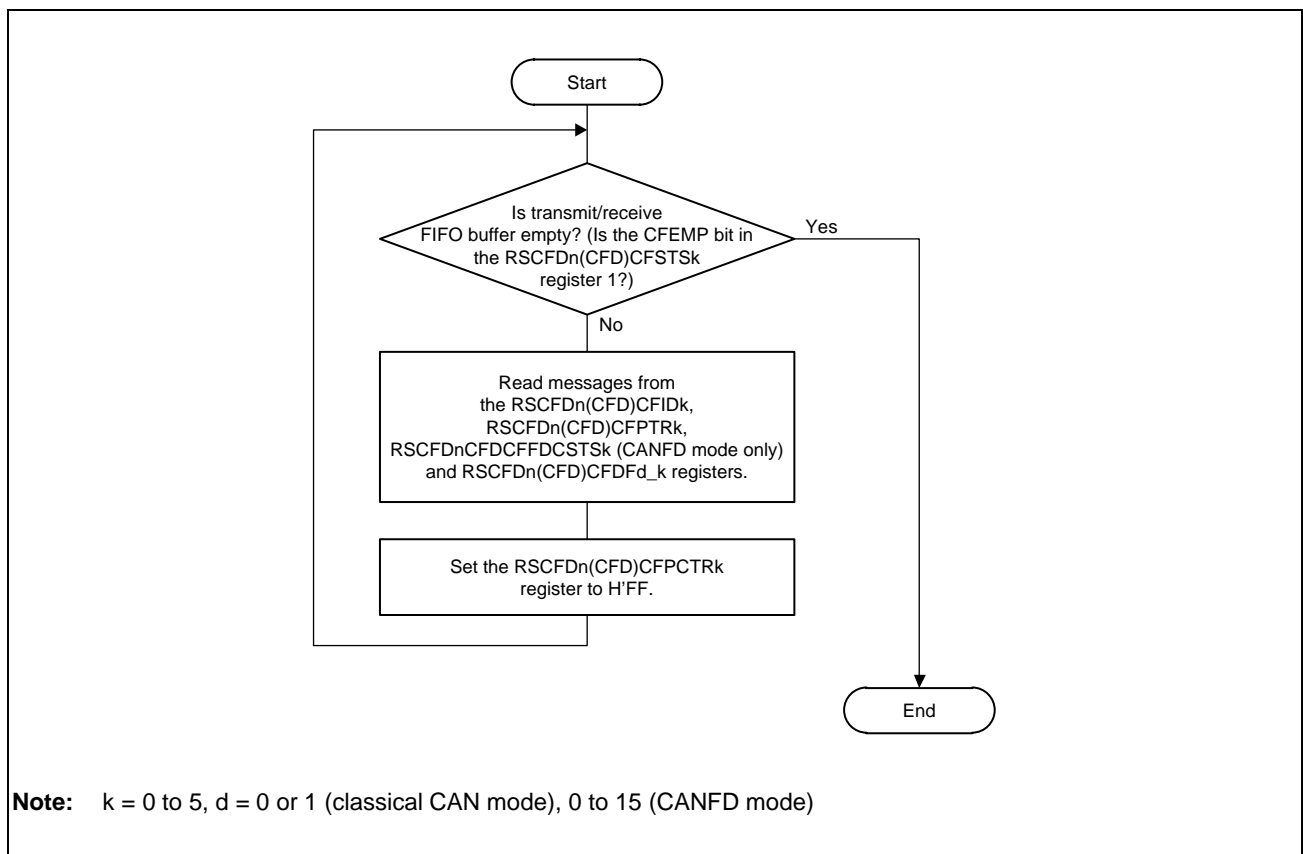 Start
Is transmit/receive
FIFO buffer empty? (Is the CFEMP bit in
the RSCFDn(CFD)CFSTSk
register 1?)
Yes
No
Read messages from
the RSCFDn(CFD)CFIDk,
RSCFDn(CFD)CFPTRk,
RSCFDnCFDCFFDCSTSk (CANFD mode only)
and RSCFDn(CFD)CFDFd_k registers.
Set the RSCFDn(CFD)CFPCTRk
register to H'FF.
End
Note: k = 0 to 5, d = 0 or 1 (classical CAN mode), 0 to 15 (CANFD mode)